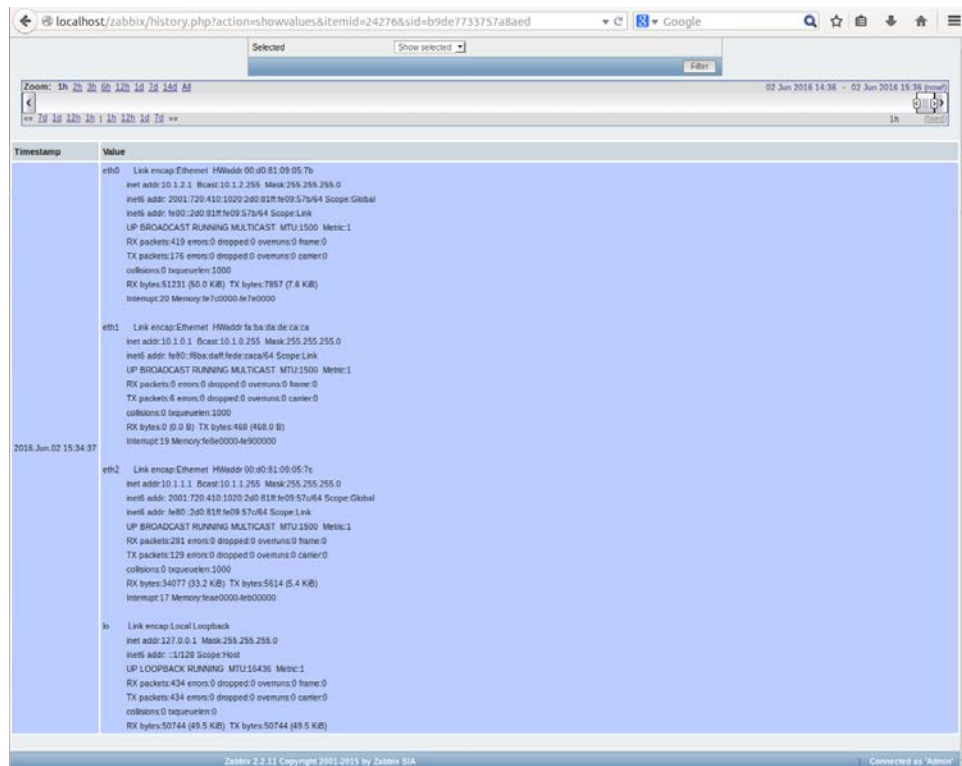 localhost/zabbix/history.php?action=showvalues&itemid=24276&sid=b9de7733757a8aed
Google
Selected Show selected
Filter
Zoom: 1h 2h 3h 6h 12h 1d 7d 14d All 02 Jun 2016 14:36 - 02 Jun 2016 15:36 (now!)
«« 7d 1d 12h 1h | 1h 12h 1d 7d »» 1h (fixed)
Timestamp Value
2016.Jun.02 15:34:37
eth0 Link encap:Ethernet HWaddr 00:d0:81:09:05:7b
inet addr:10.1.2.1 Bcast:10.1.2.255 Mask:255.255.255.0
inet6 addr: 2001:720:410:1020:2d0:81ff:fe09:57b/64 Scope:Global
inet6 addr: fe80::2d0:81ff:fe09:57b/64 Scope:Link
UP BROADCAST RUNNING MULTICAST MTU:1500 Metric:1
RX packets:419 errors:0 dropped:0 overruns:0 frame:0
TX packets:176 errors:0 dropped:0 overruns:0 carrier:0
collisions:0 txqueuelen:1000
RX bytes:51231 (50.0 KiB) TX bytes:7857 (7.6 KiB)
Interrupt:20 Memory:fe7c0000-fe7e0000
eth1 Link encap:Ethernet HWaddr fa:ba:da:de:ca:ca
inet addr:10.1.0.1 Bcast:10.1.0.255 Mask:255.255.255.0
inet6 addr: fe80::f8ba:daff:fede:caca/64 Scope:Link
UP BROADCAST RUNNING MULTICAST MTU:1500 Metric:1
RX packets:0 errors:0 dropped:0 overruns:0 frame:0
TX packets:6 errors:0 dropped:0 overruns:0 carrier:0
collisions:0 txqueuelen:1000
RX bytes:0 (0.0 B) TX bytes:468 (468.0 B)
Interrupt:19 Memory:fe8e0000-fe900000
eth2 Link encap:Ethernet HWaddr 00:d0:81:09:05:7c
inet addr:10.1.1.1 Bcast:10.1.1.255 Mask:255.255.255.0
inet6 addr: 2001:720:410:1020:2d0:81ff:fe09:57c/64 Scope:Global
inet6 addr: fe80::2d0:81ff:fe09:57c/64 Scope:Link
UP BROADCAST RUNNING MULTICAST MTU:1500 Metric:1
RX packets:281 errors:0 dropped:0 overruns:0 frame:0
TX packets:129 errors:0 dropped:0 overruns:0 carrier:0
collisions:0 txqueuelen:1000
RX bytes:34077 (33.2 KiB) TX bytes:5614 (5.4 KiB)
Interrupt:17 Memory:feae0000-feb00000
lo Link encap:Local Loopback
inet addr:127.0.0.1 Mask:255.255.255.0
inet6 addr: ::1/128 Scope:Host
UP LOOPBACK RUNNING MTU:16436 Metric:1
RX packets:434 errors:0 dropped:0 overruns:0 frame:0
TX packets:434 errors:0 dropped:0 overruns:0 carrier:0
collisions:0 txqueuelen:0
RX bytes:50744 (49.5 KiB) TX bytes:50744 (49.5 KiB)
Zabbix 2.2.11 Copyright 2001-2015 by Zabbix SIA Connected as 'Admin'